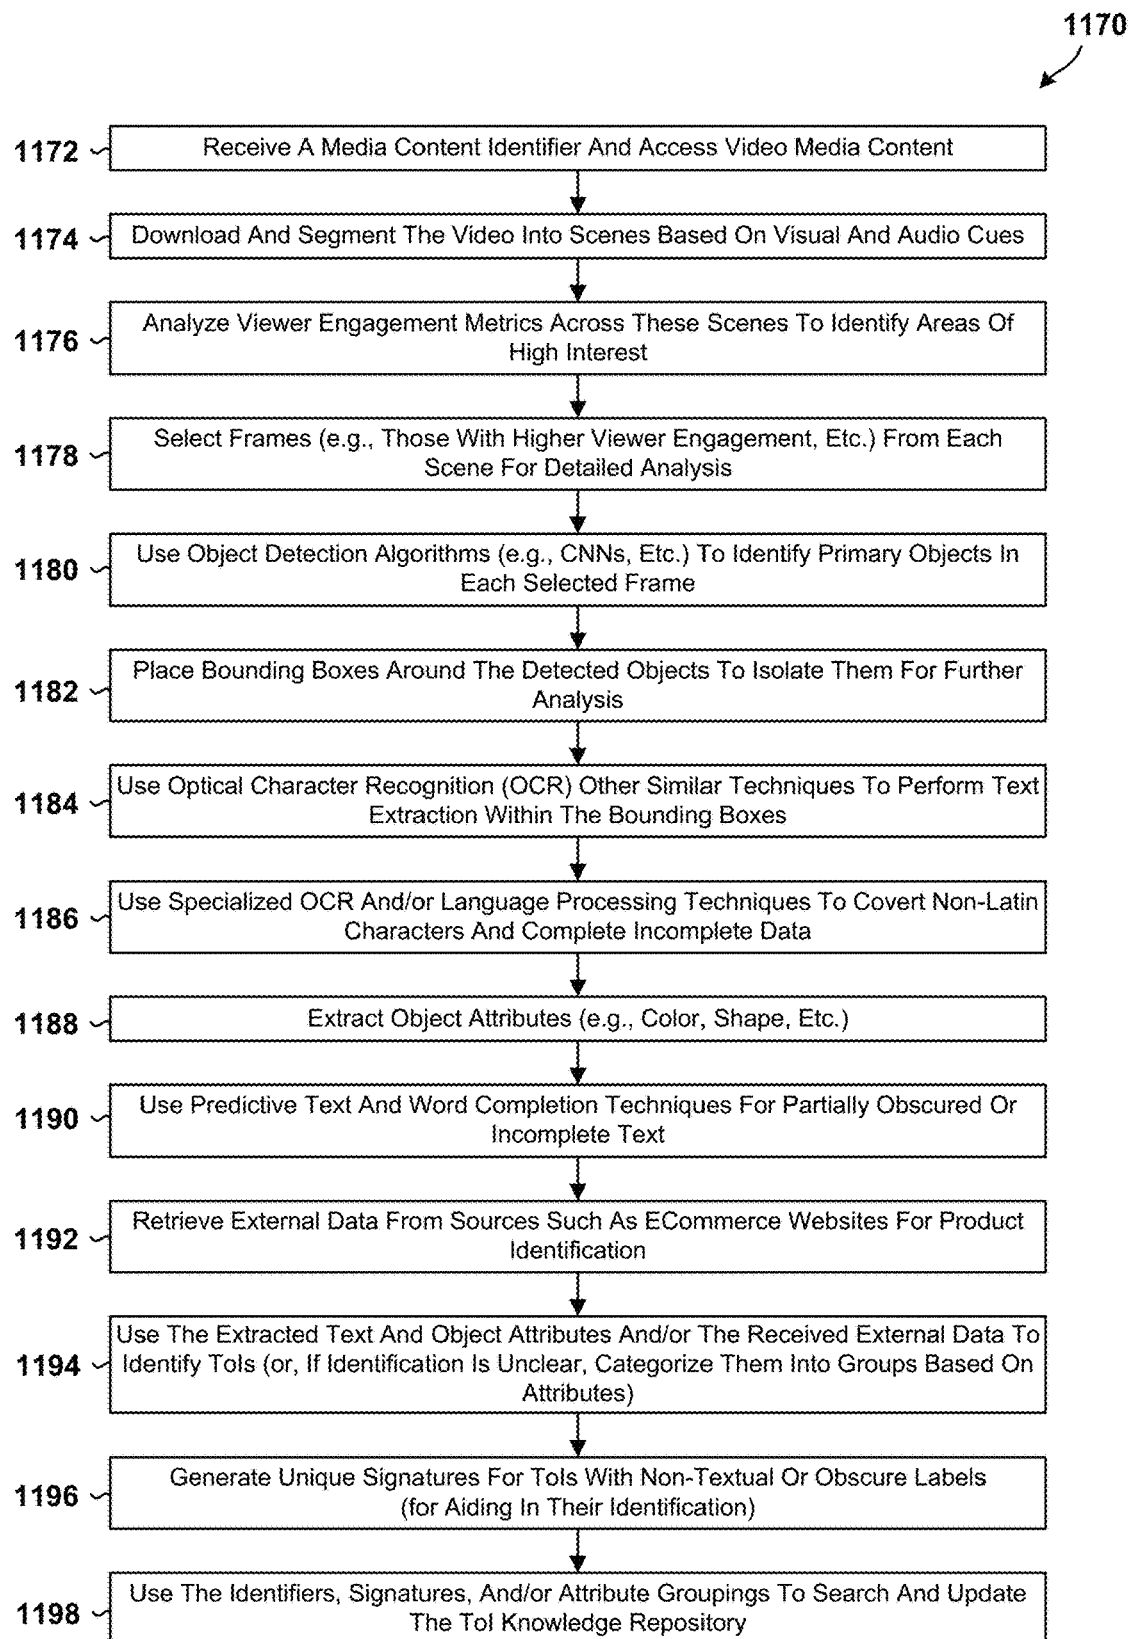 1170
1172
Receive A Media Content Identifier And Access Video Media Content
1174
Download And Segment The Video Into Scenes Based On Visual And Audio Cues
1176
Analyze Viewer Engagement Metrics Across These Scenes To Identify Areas Of
High Interest
1178
Select Frames (e.g., Those With Higher Viewer Engagement, Etc.) From Each
Scene For Detailed Analysis
1180
Use Object Detection Algorithms (e.g., CNNs, Etc.) To Identify Primary Objects In
Each Selected Frame
1182
Place Bounding Boxes Around The Detected Objects To Isolate Them For Further
Analysis
1184
Use Optical Character Recognition (OCR) Other Similar Techniques To Perform Text
Extraction Within The Bounding Boxes
1186
Use Specialized OCR And/or Language Processing Techniques To Covert Non-Latin
Characters And Complete Incomplete Data
1188
Extract Object Attributes (e.g., Color, Shape, Etc.)
1190
Use Predictive Text And Word Completion Techniques For Partially Obscured Or
Incomplete Text
1192
Retrieve External Data From Sources Such As ECommerce Websites For Product
Identification
1194
Use The Extracted Text And Object Attributes And/or The Received External Data To
Identify ToIs (or, If Identification Is Unclear, Categorize Them Into Groups Based On
Attributes)
1196
Generate Unique Signatures For ToIs With Non-Textual Or Obscure Labels
(for Aiding In Their Identification)
1198
Use The Identifiers, Signatures, And/or Attribute Groupings To Search And Update
The ToI Knowledge Repository